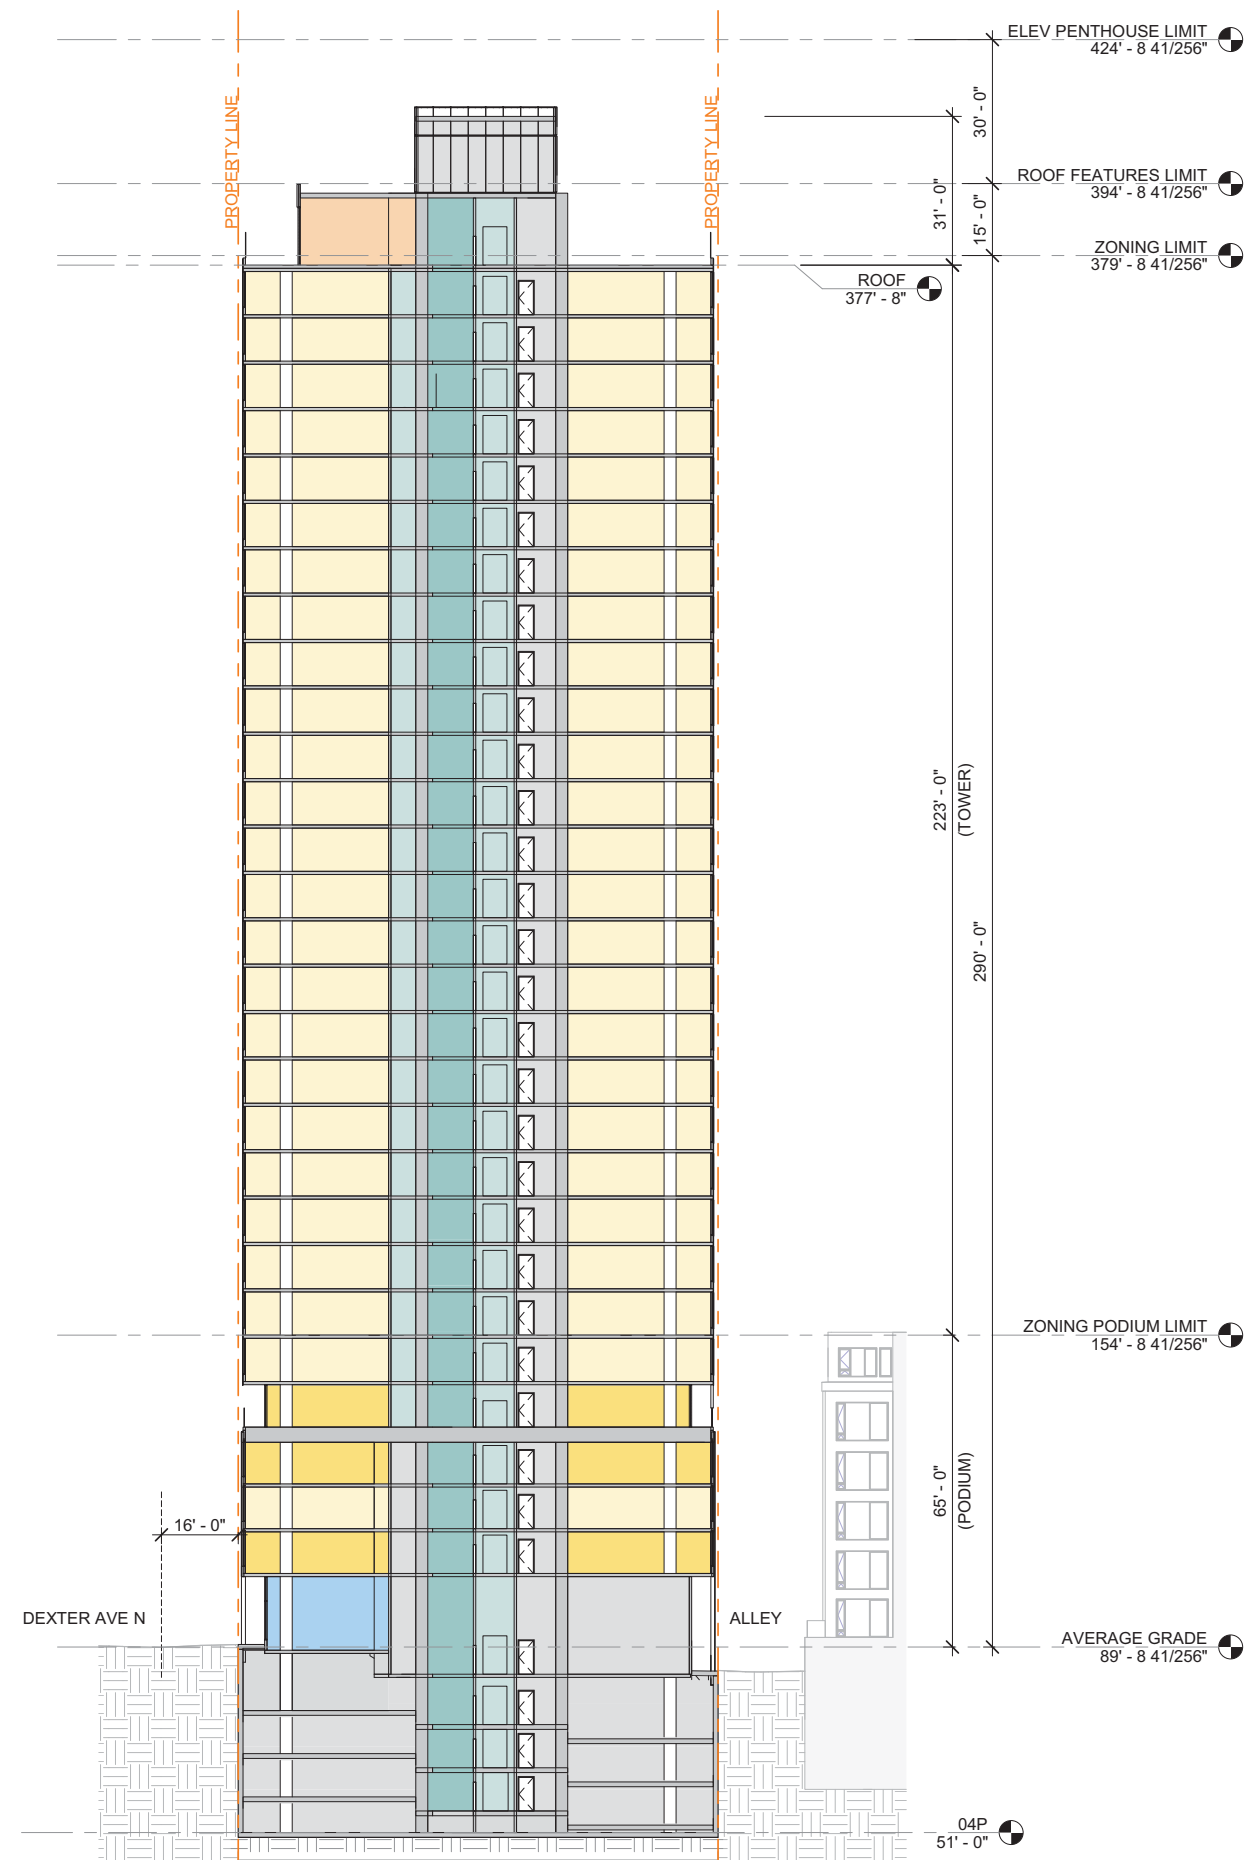 ELEV PENTHOUSE LIMIT
424' - 8 41/256"
30' - 0"
PROPERTY LINE
PROPERTY LINE
ROOF FEATURES LIMIT
394' - 8 41/256"
31' - 0"
15' - 0"
ZONING LIMIT
379' - 8 41/256"
ROOF
377' - 8"
223' - 0"
(TOWER)
290' - 0"
ZONING PODIUM LIMIT
154' - 8 41/256"
65' - 0"
(PODIUM)
16' - 0"
DEXTER AVE N
ALLEY
AVERAGE GRADE
89' - 8 41/256"
04P
51' - 0"